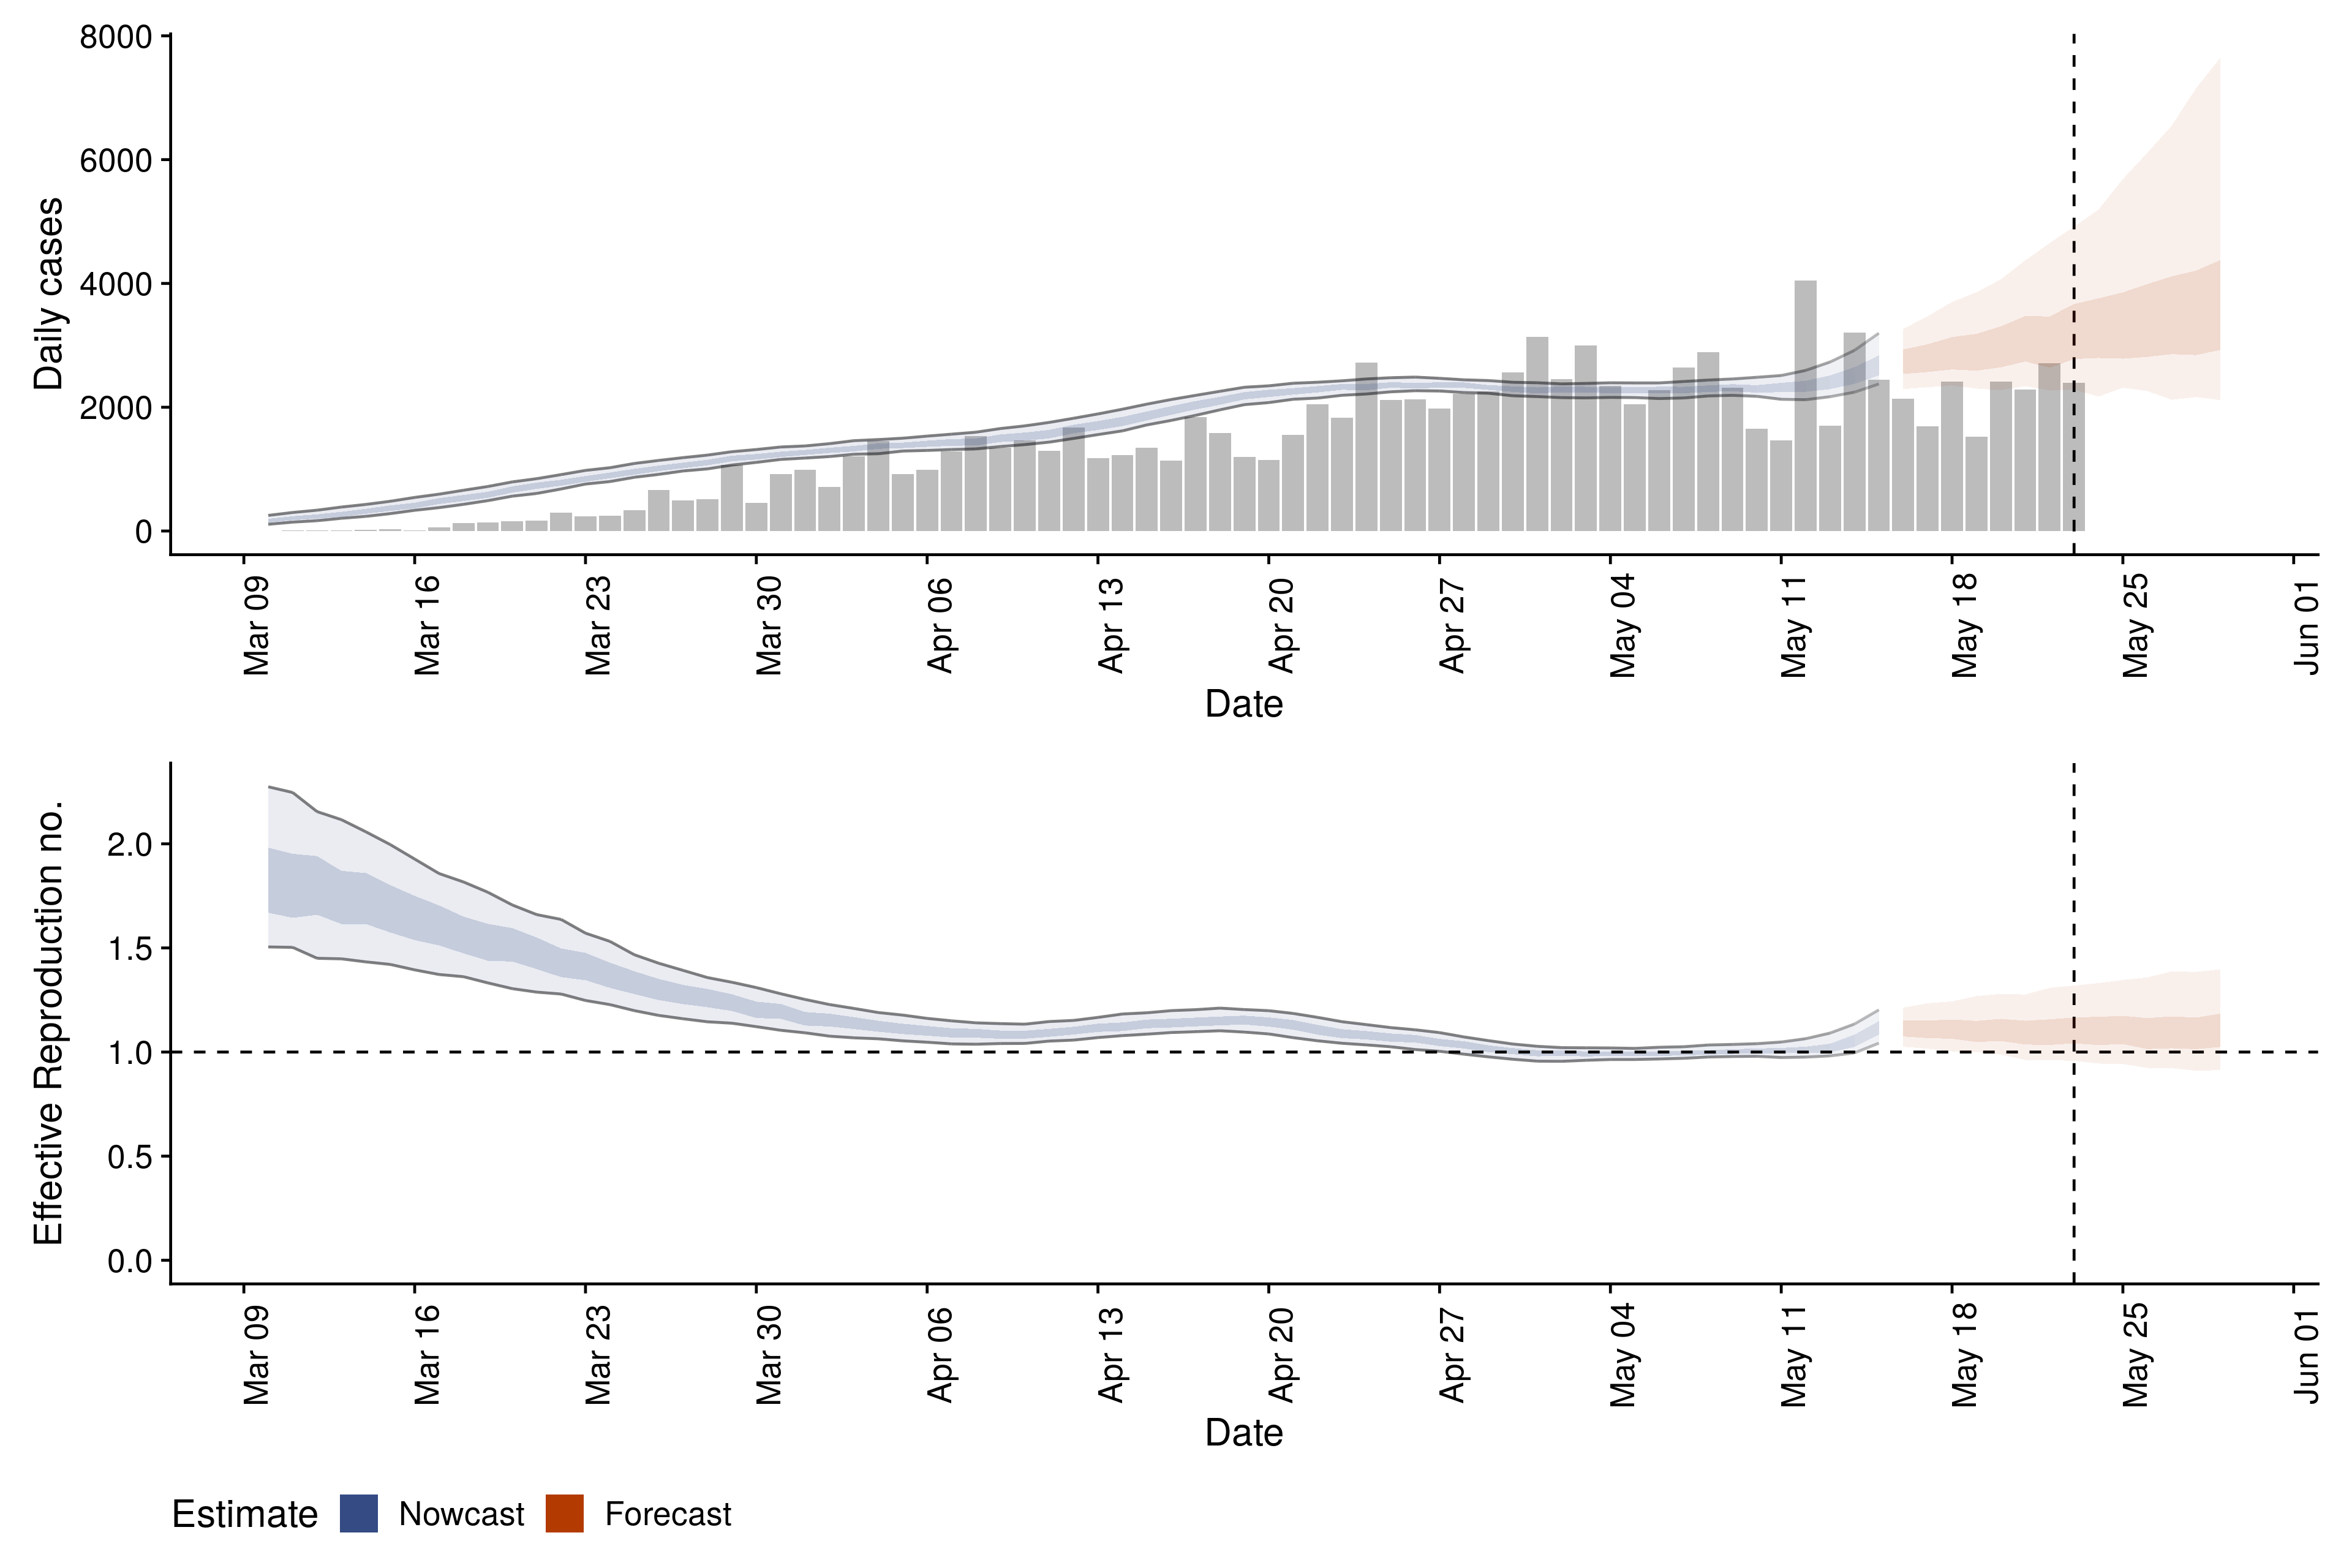 8000
6000
4000
2000
0
Daily cases
Mar 09
Mar 16
Mar 23
Mar 30
Apr 06
Apr 13
Apr 20
Apr 27
May 04
May 11
May 18
May 25
Jun 01
Date
2.0
1.5
1.0
0.5
0.0
Effective Reproduction no.
Mar 09
Mar 16
Mar 23
Mar 30
Apr 06
Apr 13
Apr 20
Apr 27
May 04
May 11
May 18
May 25
Jun 01
Date
Estimate Nowcast Forecast